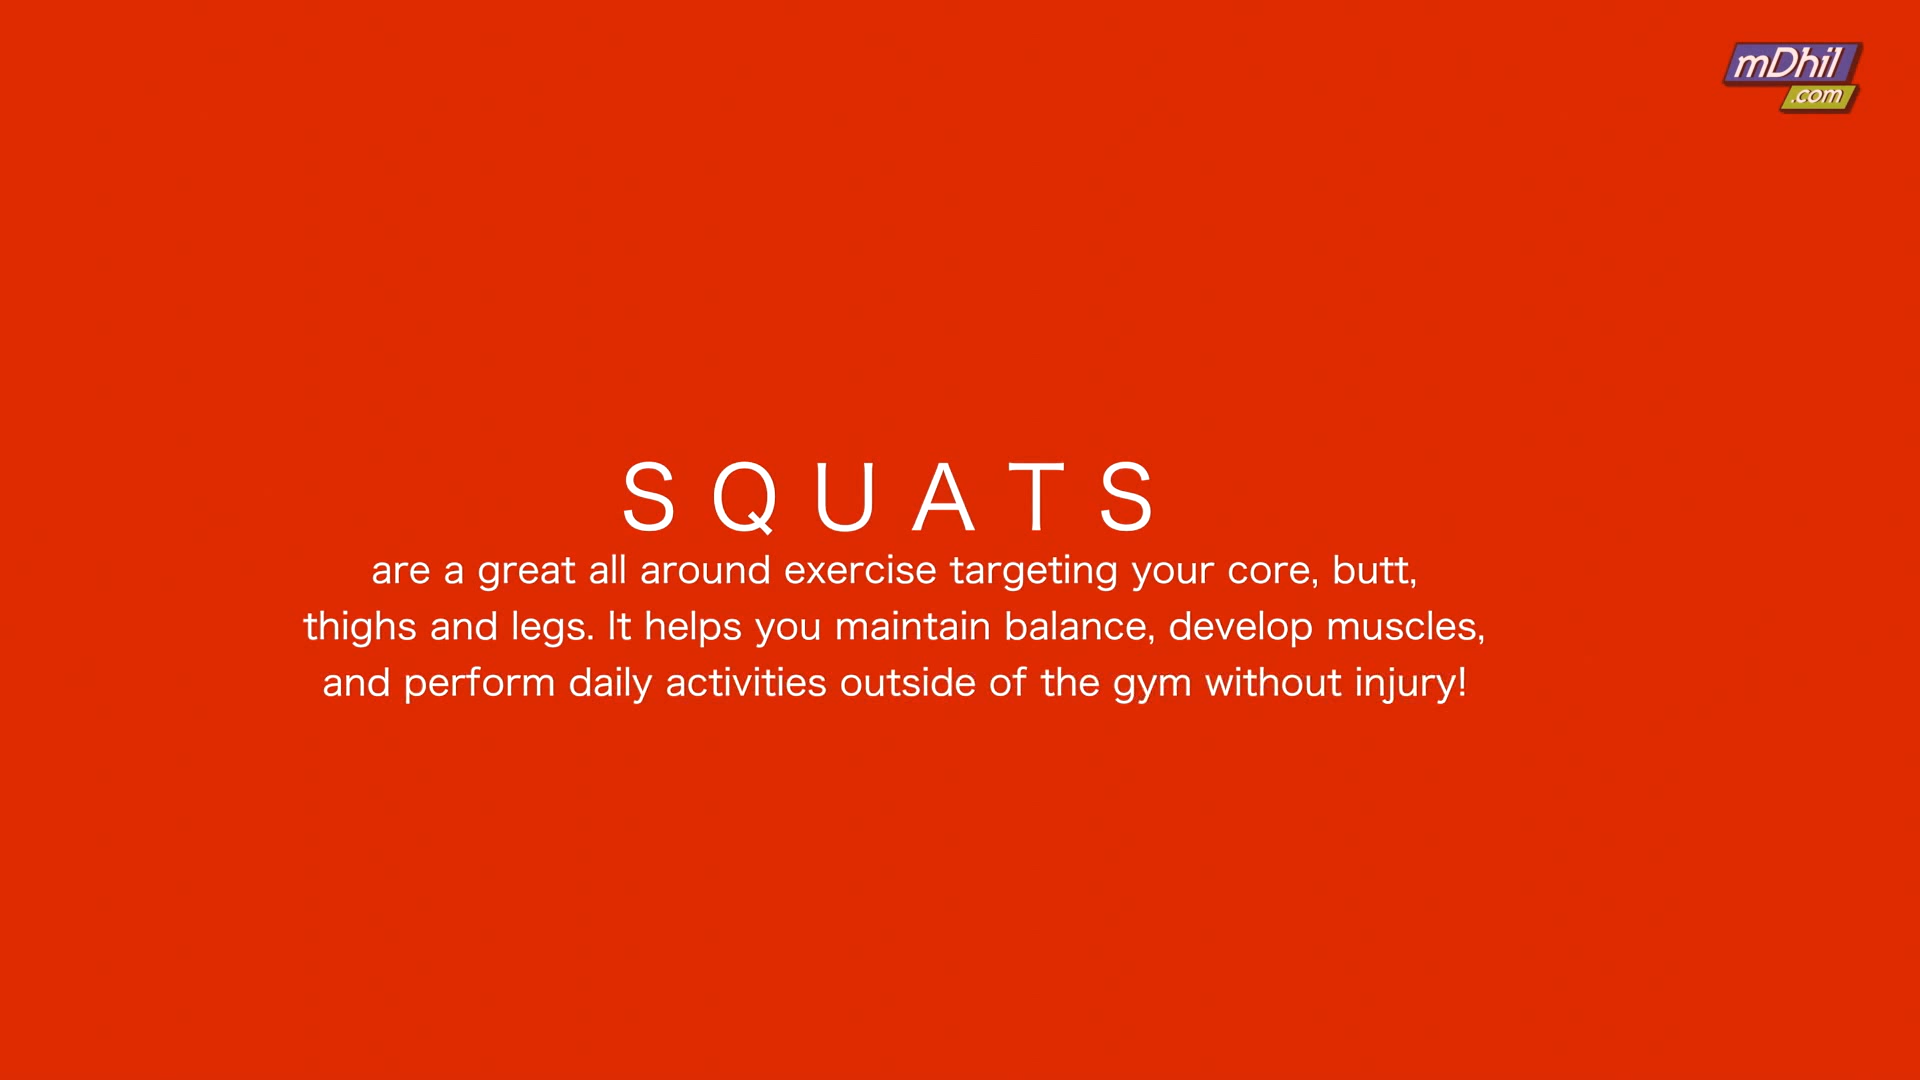 mDhil
.com
SQUATS
are a great all around exercise targeting your core, butt,
thighs and legs. It helps you maintain balance, develop muscles,
and perform daily activities outside of the gym without injury!